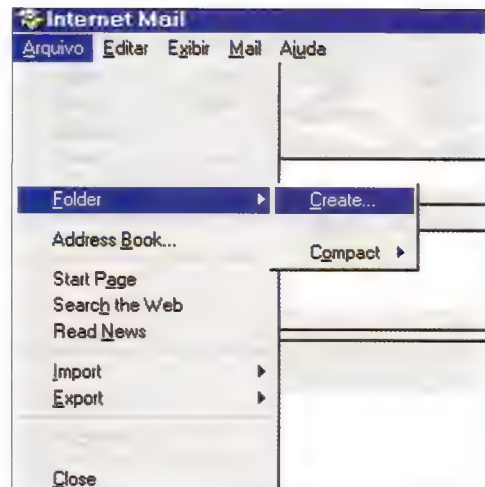 Internet Mail
Arquivo Editar Exibir Mail Ajuda
Folder
Create...
Address Book...
Compact
Start Page
Search the Web
Read News
Import
Export
Close